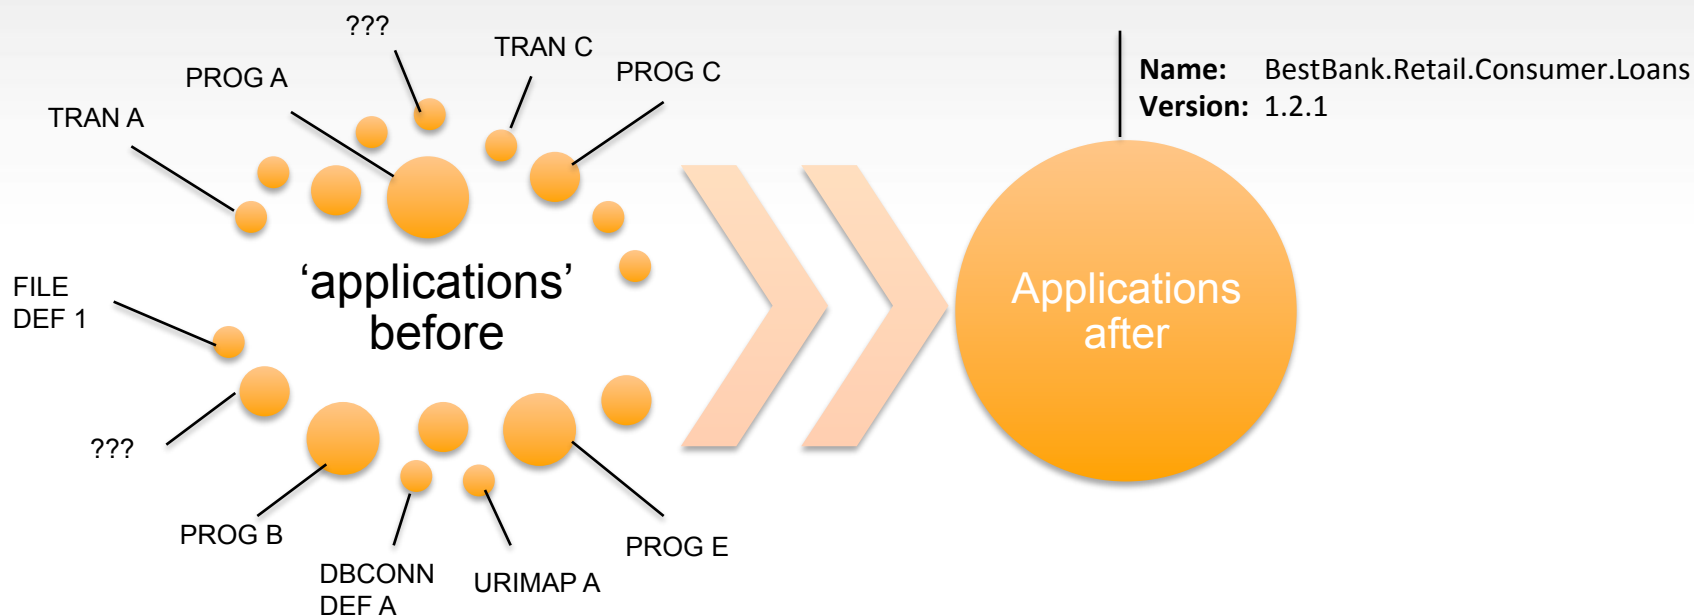 ???
TRAN C
PROG A
PROG C
TRAN A
Name: BestBank.Retail.Consumer.Loans
Version: 1.2.1
‘applications’
before
FILE
DEF 1
Applications
after
???
PROG B
PROG E
DBCONN
DEF A
URIMAP A